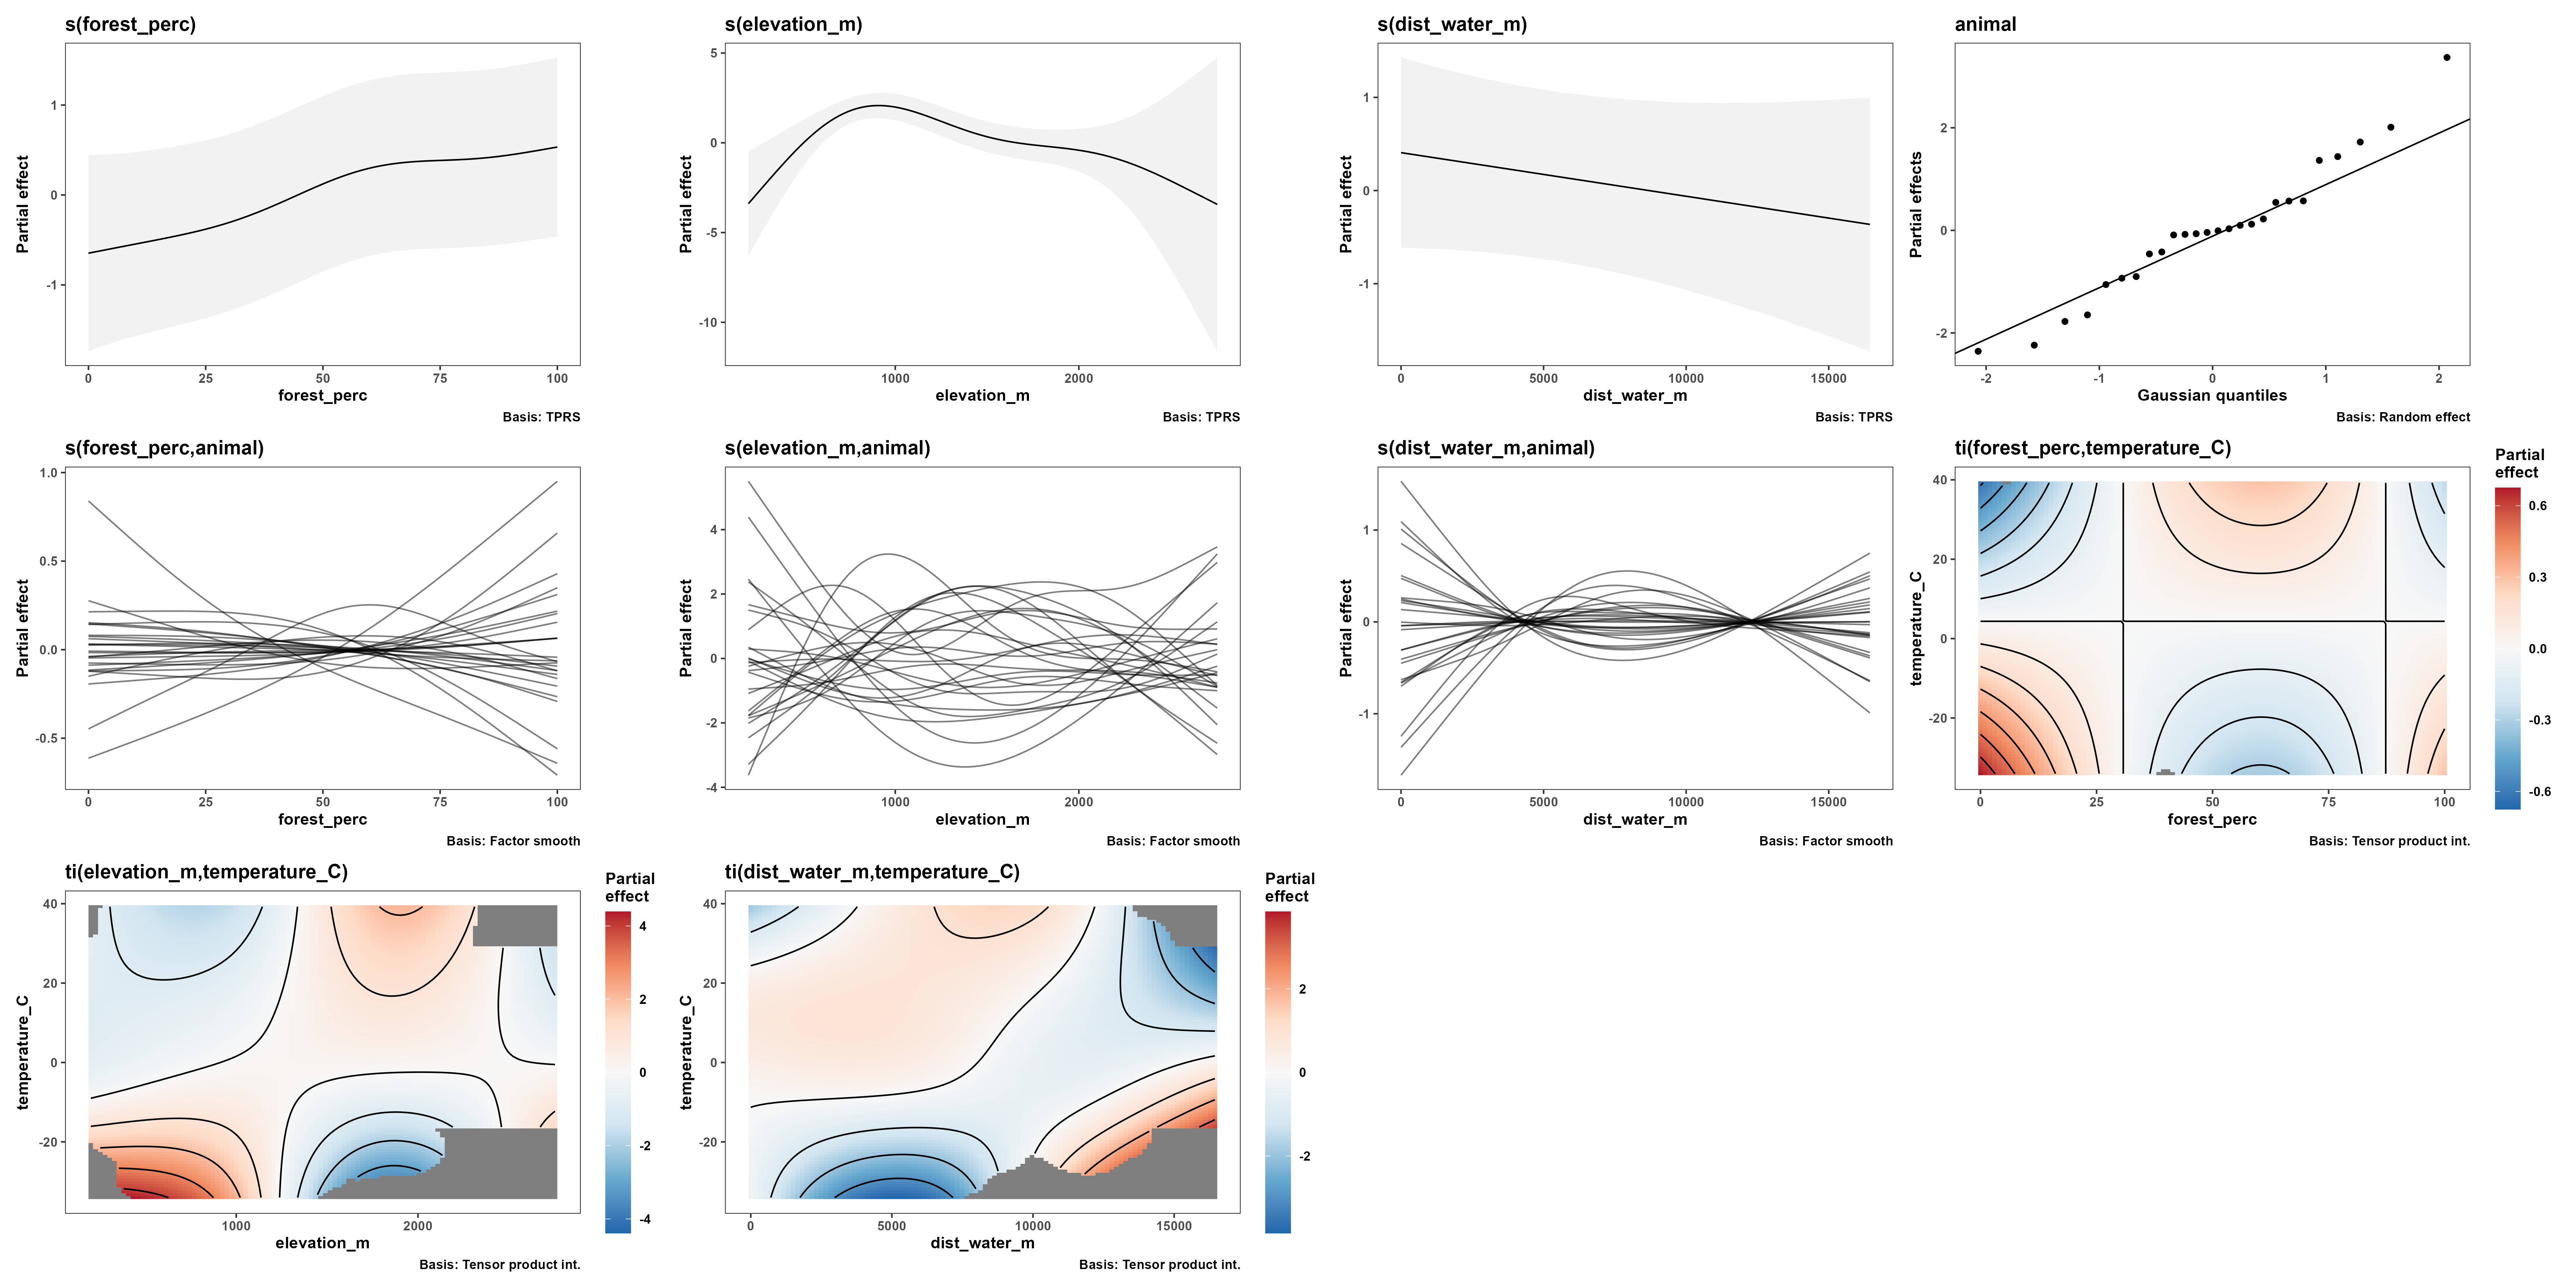 s(forest_perc)
Partial effect
1
0
-1
0 25 50 75 100
forest_perc
Basis: TPRS
s(elevation_m)
Partial effect
5
0
-5
-10
1000 2000
elevation_m
Basis: TPRS
s(dist_water_m)
Partial effect
1
0
-1
0 5000 10000 15000
dist_water_m
Basis: TPRS
animal
Partial effects
2
0
-2
-2 -1 0 1 2
Gaussian quantiles
Basis: Random effect
s(forest_perc,animal)
Partial effect
1.0
0.5
0.0
-0.5
0 25 50 75 100
forest_perc
Basis: Factor smooth
s(elevation_m,animal)
Partial effect
4
2
0
-2
-4
1000 2000
elevation_m
Basis: Factor smooth
s(dist_water_m,animal)
Partial effect
1
0
-1
0 5000 10000 15000
dist_water_m
Basis: Factor smooth
ti(forest_perc,temperature_C)
temperature_C
40
20
0
-20
0 25 50 75 100
forest_perc
Basis: Tensor product int.
Partial
effect
0.6
0.3
0.0
-0.3
-0.6
ti(elevation_m,temperature_C)
temperature_C
40
20
0
-20
1000 2000
elevation_m
Basis: Tensor product int.
Partial
effect
4
2
0
-2
-4
ti(dist_water_m,temperature_C)
temperature_C
40
20
0
-20
0 5000 10000 15000
dist_water_m
Basis: Tensor product int.
Partial
effect
2
0
-2